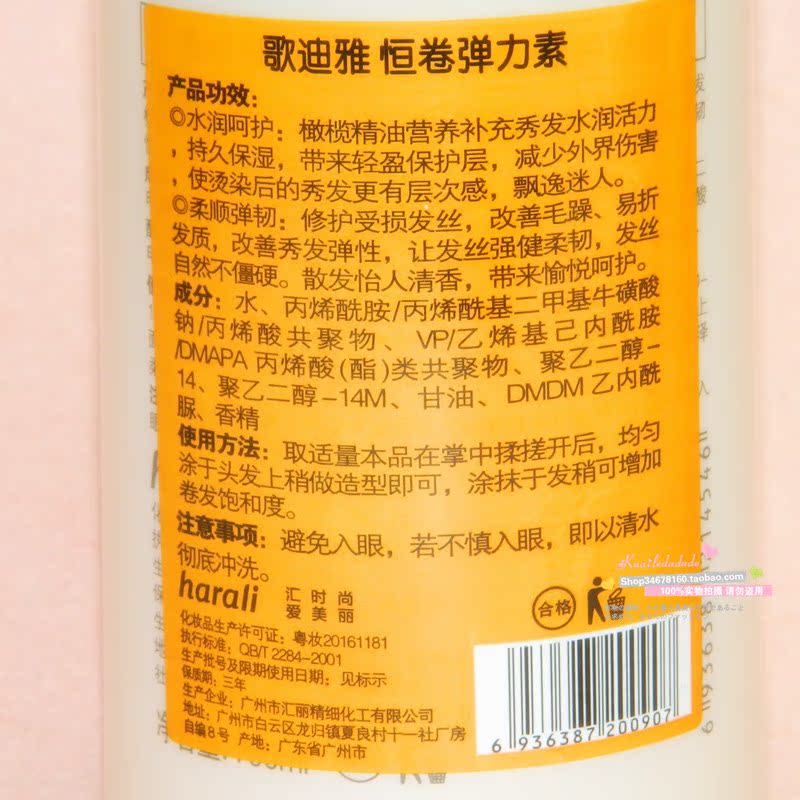 歌迪雅 恒卷弹力素
产品功效：
◎水润呵护：橄榄精油营养补充秀发水润活力
，持久保湿，带来轻盈保护层，减少外界伤害
，使烫染后的秀发更有层次感，飘逸迷人。
◎柔顺弹韧：修护受损发丝，改善毛躁、易折
发质，改善秀发弹性，让发丝强健柔韧，发丝
自然不僵硬。散发怡人清香，带来愉悦呵护。
成分：水、丙烯酰胺/丙烯酰基二甲基牛磺酸
钠/丙烯酸共聚物、VP/乙烯基己内酰胺
/DMAPA 丙烯酸(酯)类共聚物、聚乙二醇-
14、聚乙二醇-14M、甘油、DMDM 乙内酰
脲、香精
使用方法：取适量本品在掌中揉搓开后，均匀
涂于头发上稍做造型即可，涂抹于发稍可增加
卷发饱和度。
注意事项：避免入眼，若不慎入眼，即以清水
彻底冲洗。
harali 汇时尚
爱美丽
合格
化妆品生产许可证：粤妆20161181
执行标准：QB/T 2284-2001
生产批号及限期使用日期：见标示
保质期：三年
生产企业：广州市汇丽精细化工有限公司
地址：广州市白云区龙归镇夏良村十一社厂房
自编8号 产地：广东省广州市
6 936387 200907
Shop34678160.taobao.com
100%实物拍摄 请勿盗用